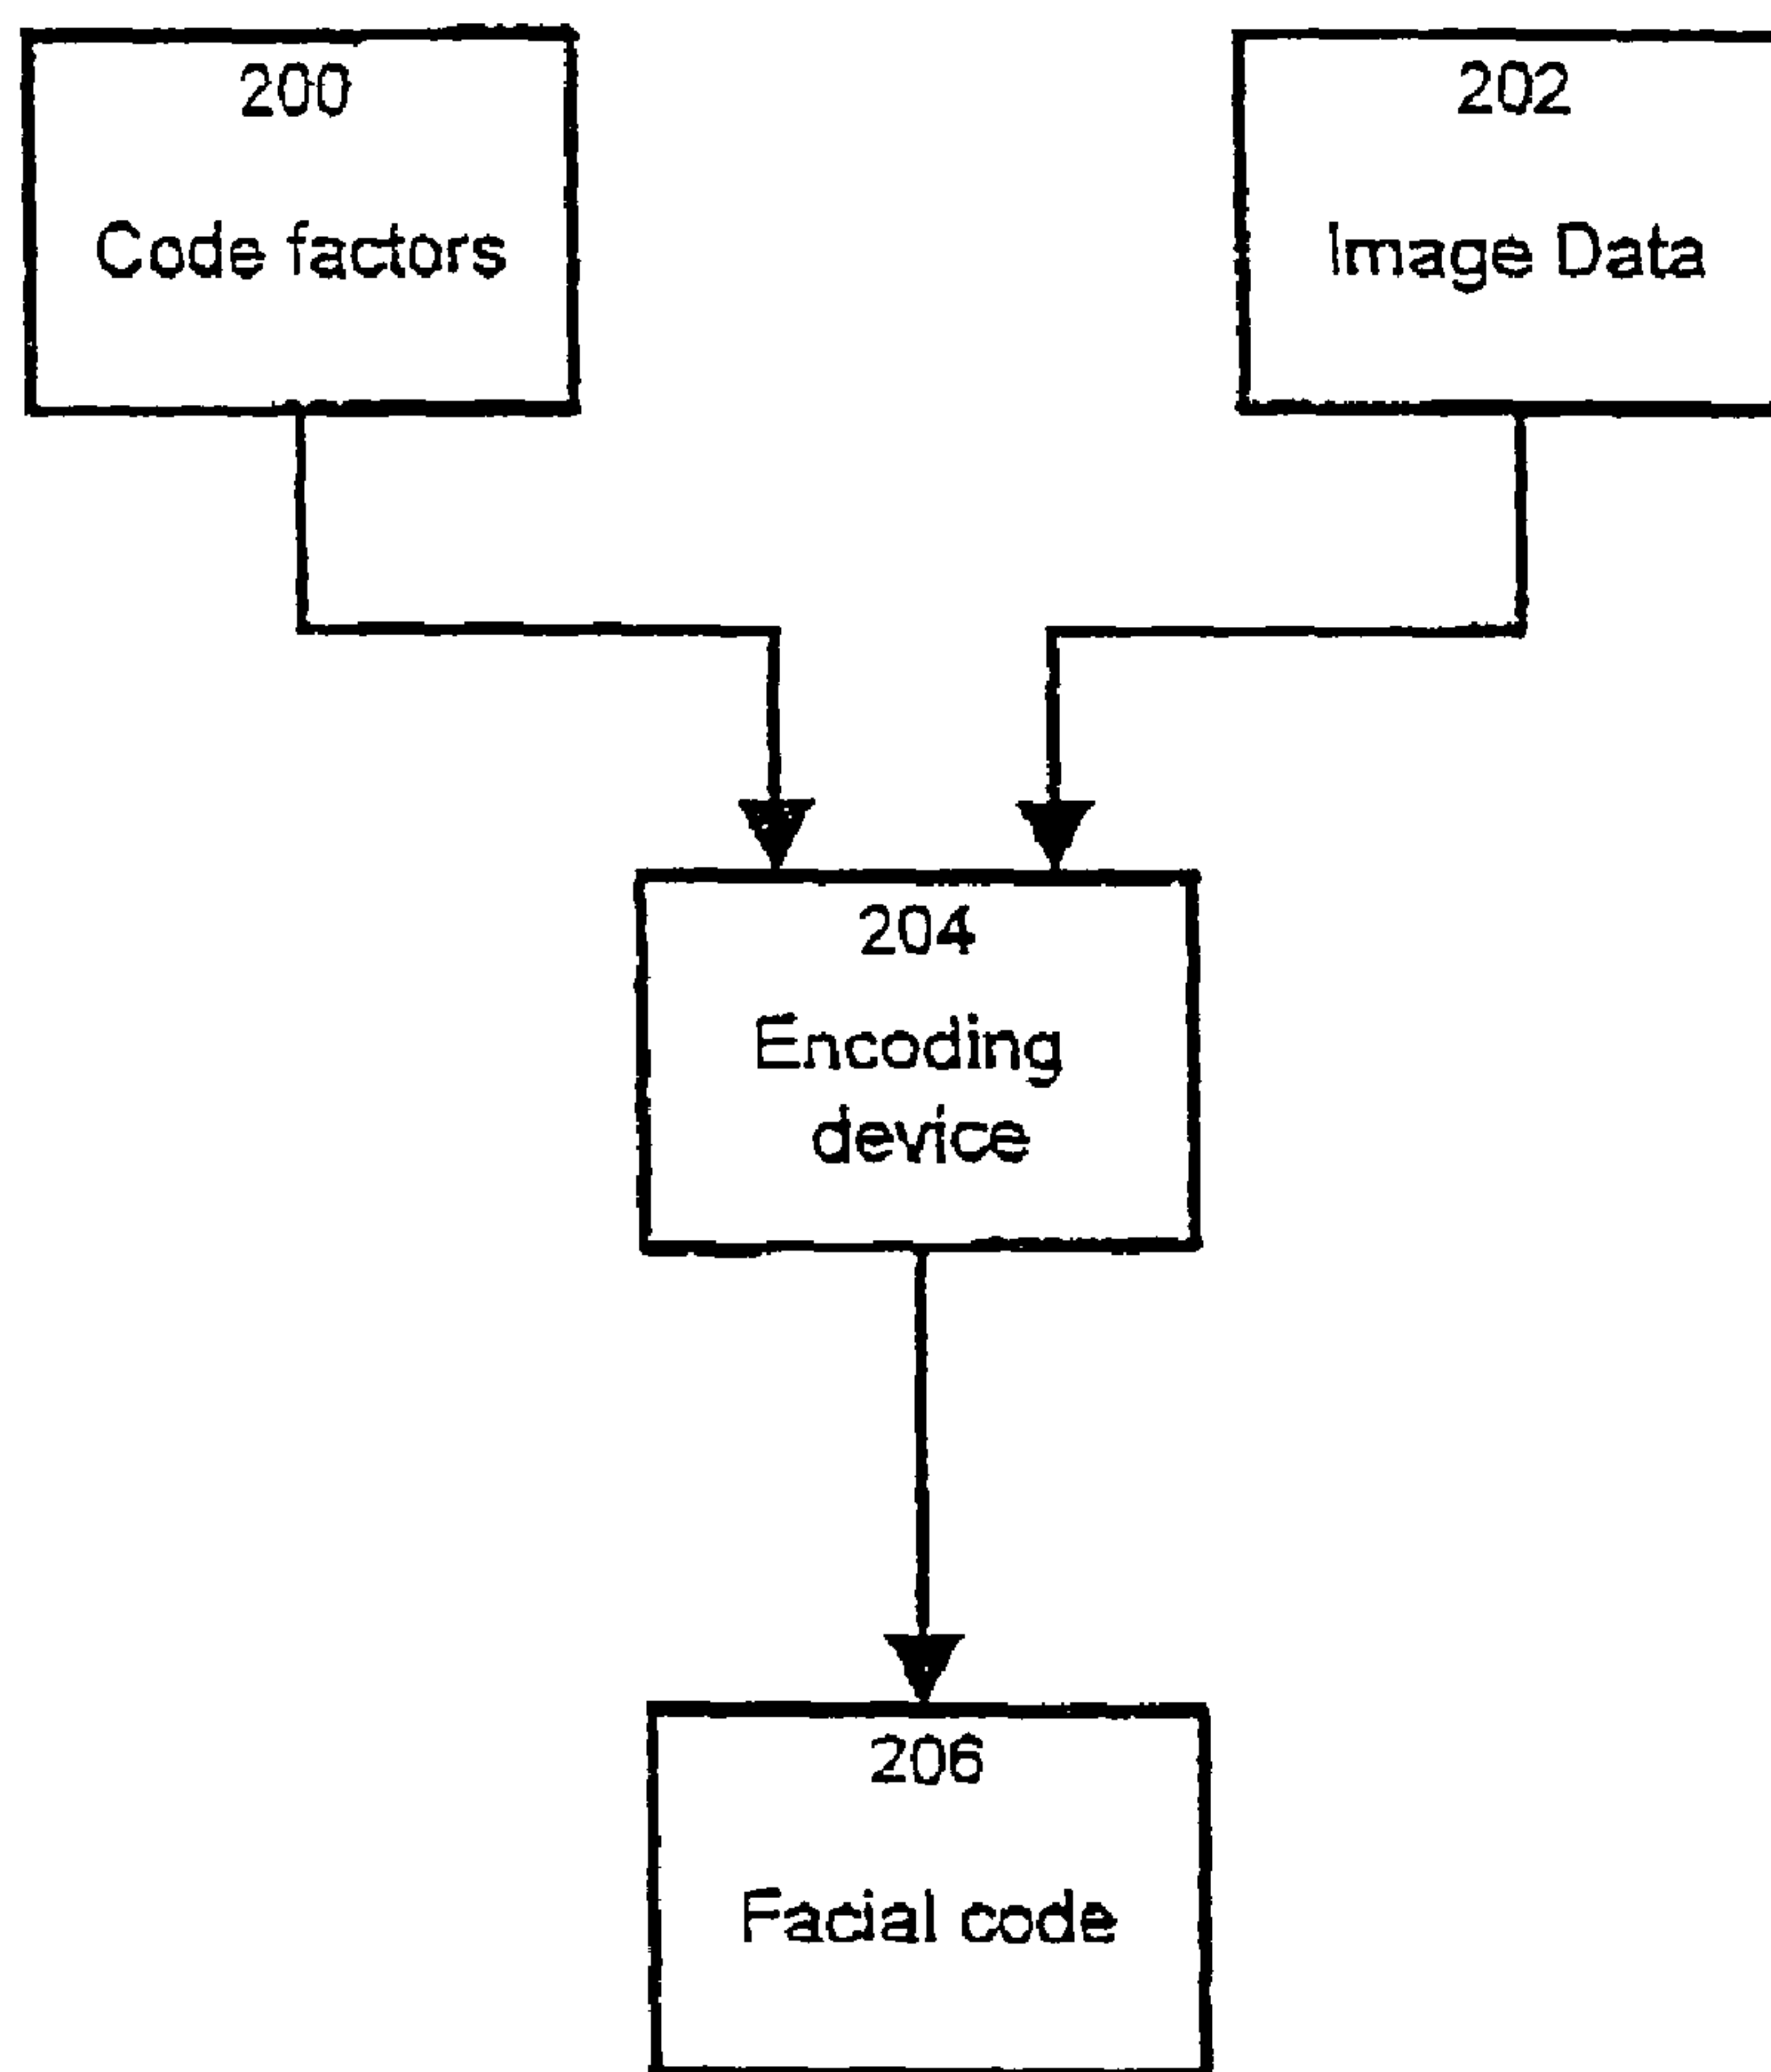 200
Code factors
202
Image Data
204
Encoding
device
206
Facial code